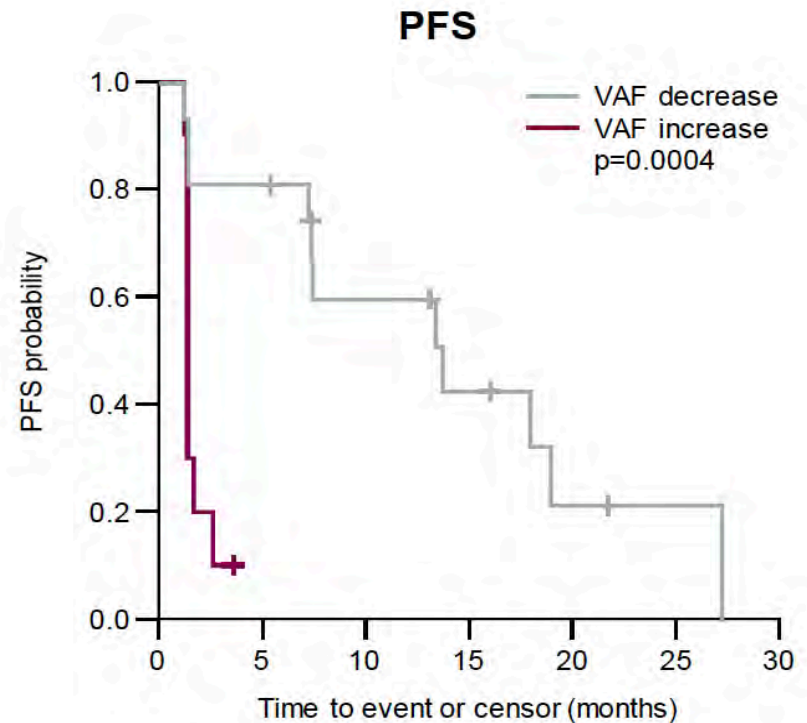 PFS
VAF decrease
VAF increase
p=0.0004
PFS probability
1.0
0.8
0.6
0.4
0.2
0.0
0 5 10 15 20 25 30
Time to event or censor (months)